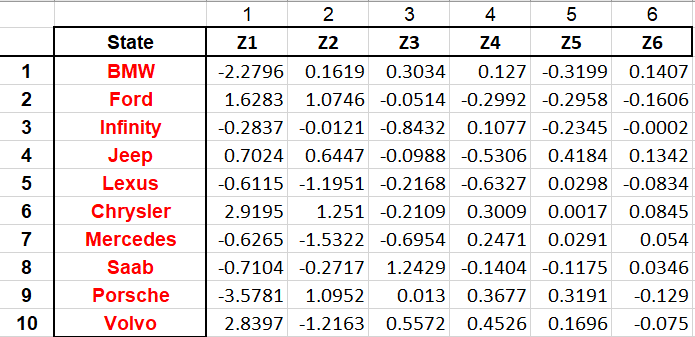 1 2 3 4 5 6
State Z1 Z2 Z3 Z4 Z5 Z6
1 BMW -2.2796 0.1619 0.3034 0.127 -0.3199 0.1407
2 Ford 1.6283 1.0746 -0.0514 -0.2992 -0.2958 -0.1606
3 Infinity -0.2837 -0.0121 -0.8432 0.1077 -0.2345 -0.0002
4 Jeep 0.7024 0.6447 -0.0988 -0.5306 0.4184 0.1342
5 Lexus -0.6115 -1.1951 -0.2168 -0.6327 0.0298 -0.0834
6 Chrysler 2.9195 1.251 -0.2109 0.3009 0.0017 0.0845
7 Mercedes -0.6265 -1.5322 -0.6954 0.2471 0.0291 0.054
8 Saab -0.7104 -0.2717 1.2429 -0.1404 -0.1175 0.0346
9 Porsche -3.5781 1.0952 0.013 0.3677 0.3191 -0.129
10 Volvo 2.8397 -1.2163 0.5572 0.4526 0.1696 -0.075